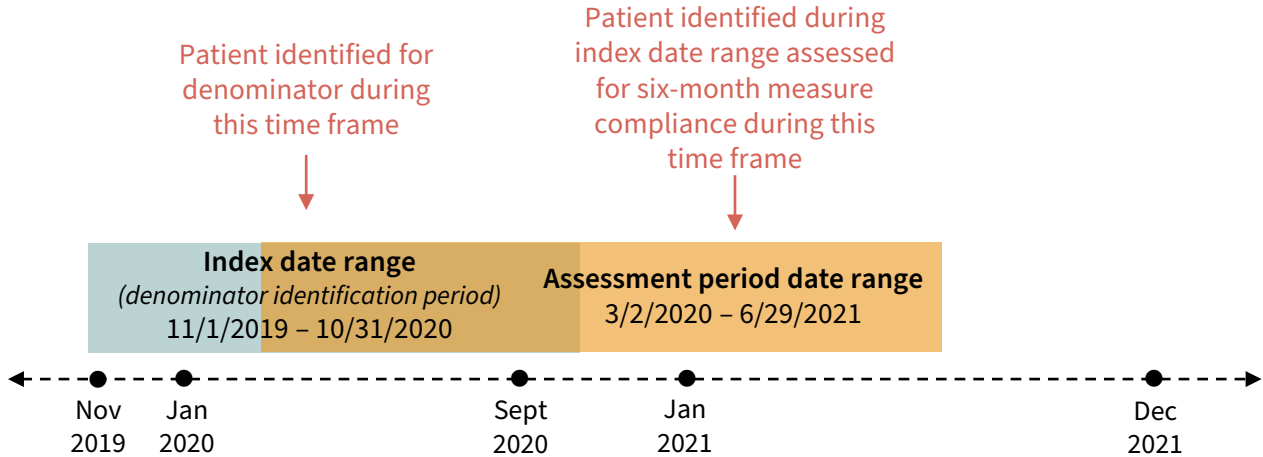 Patient identified for
denominator during
this time frame
Patient identified during
index date range assessed
for six-month measure
compliance during this
time frame
Index date range
(denominator identification period)
11/1/2019 – 10/31/2020
Assessment period date range
3/2/2020 – 6/29/2021
Nov
2019
Jan
2020
Sept
2020
Jan
2021
Dec
2021